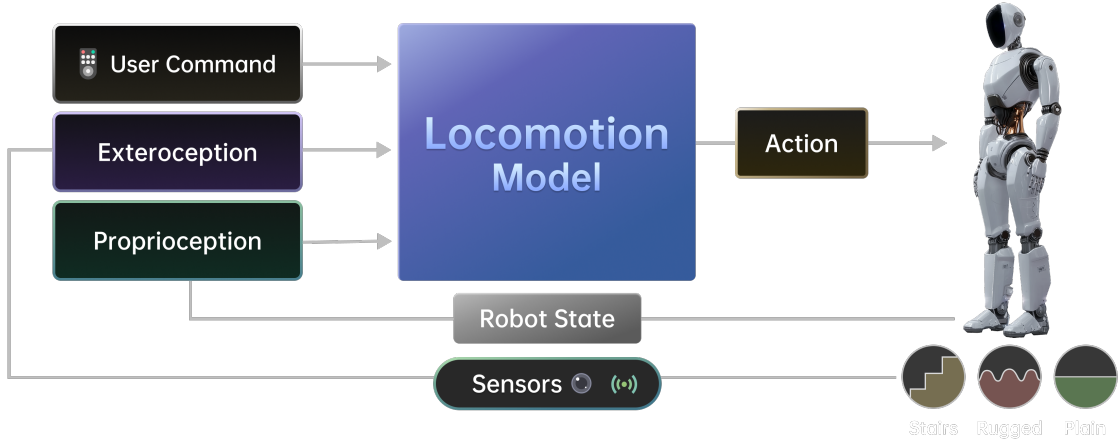 User Command
Exteroception
Proprioception
Locomotion
Model
Action
Robot State
Sensors
Stairs Rugged Plain